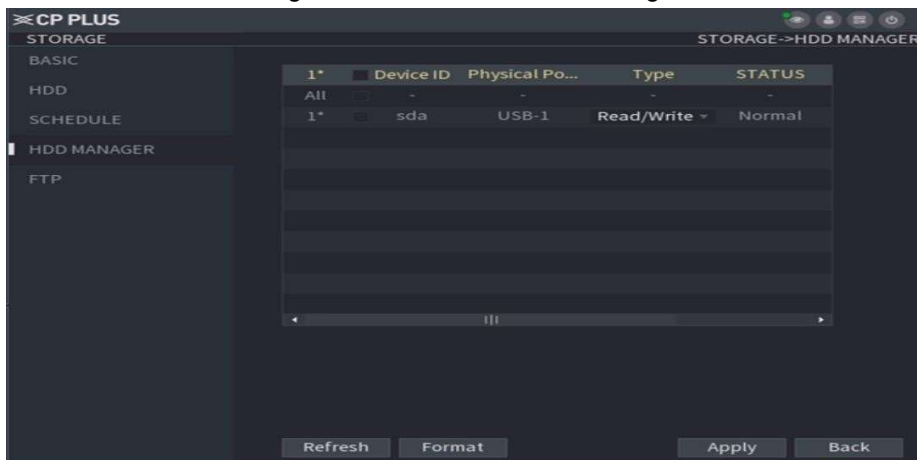 CP PLUS
STORAGE STORAGE->HDD MANAGER
BASIC
HDD
SCHEDULE
HDD MANAGER
FTP
1* Device ID Physical Po... Type STATUS
All - - - -
1* sda USB-1 Read/Write Normal
Refresh Format Apply Back